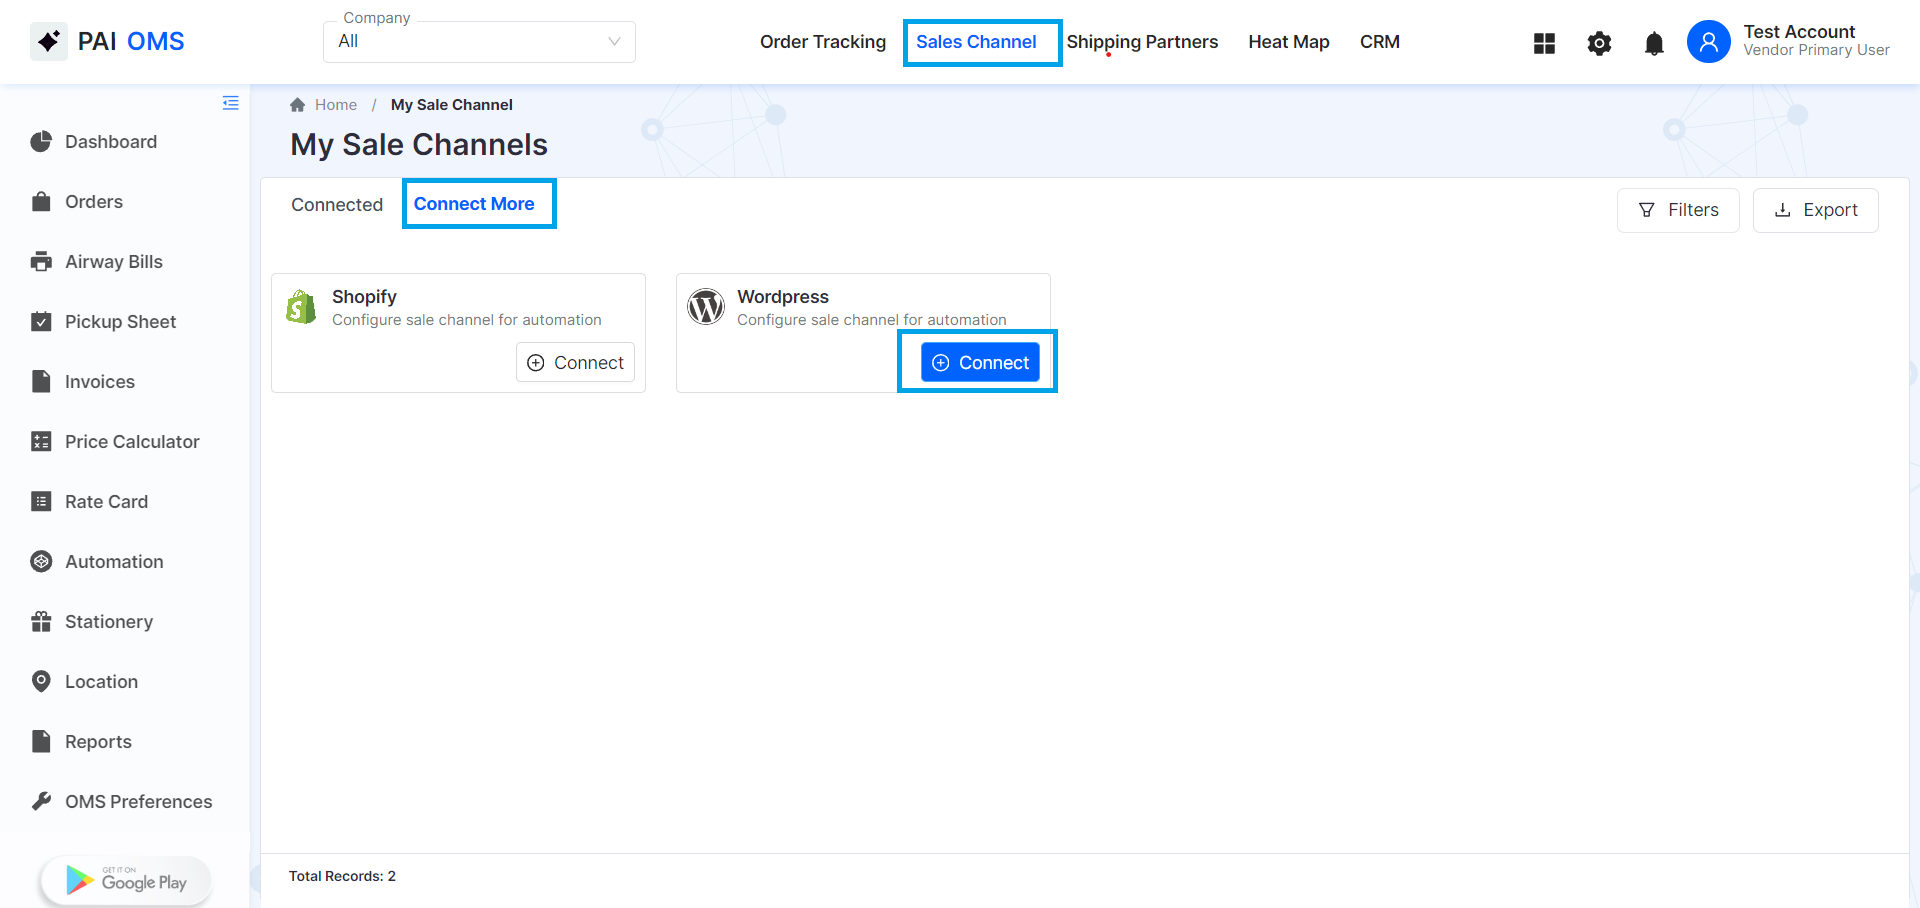 PAI OMS
Company
All
Order Tracking
Sales Channel
Shipping Partners
Heat Map
CRM
Test Account
Vendor Primary User
Home / My Sale Channel
My Sale Channels
Dashboard
Orders
Airway Bills
Pickup Sheet
Invoices
Price Calculator
Rate Card
Automation
Stationery
Location
Reports
OMS Preferences
GET IT ON
Google Play
Connected
Connect More
Filters
Export
Shopify
Configure sale channel for automation
Connect
Wordpress
Configure sale channel for automation
Connect
Total Records: 2